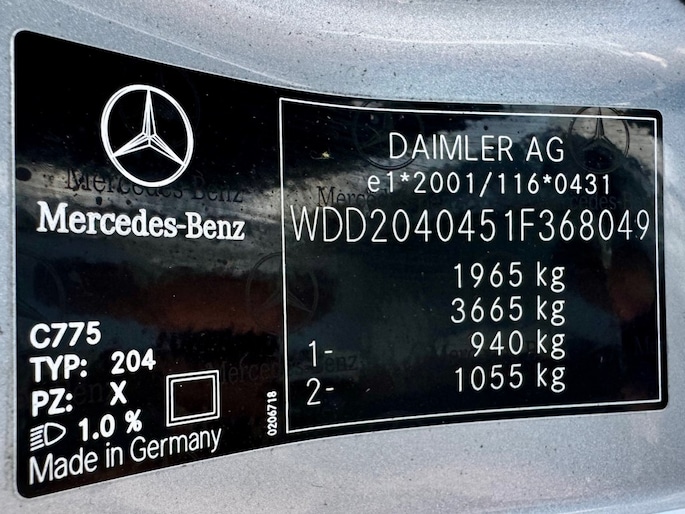 Mercedes-Benz
C775
TYP: 204
PZ: X
1.0 %
Made in Germany
0206718
DAIMLER AG
e1*2001/116*0431
WDD2040451F368049
1965 kg
3665 kg
1- 940 kg
2- 1055 kg